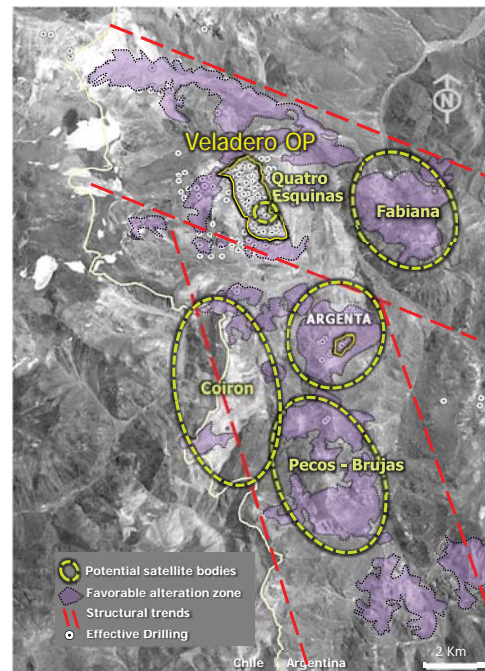 N
Veladero OP
Quatro
Esquinas
Fabiana
ARGENTA
Coiron
Pecos - Brujas
Potential satellite bodies
Favorable alteration zone
Structural trends
Effective Drilling
2 Km
Chile Argentina